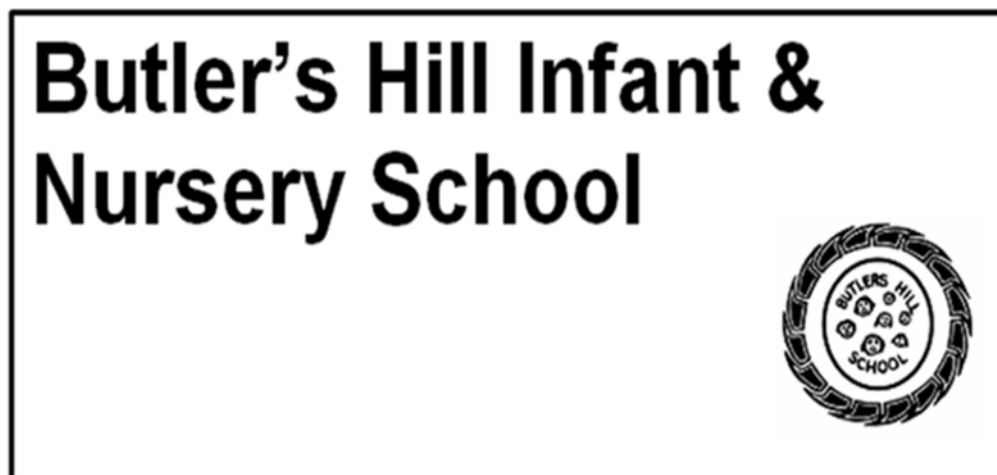 Butler’s Hill Infant &
Nursery School
BUTLERS HILL
SCHOOL